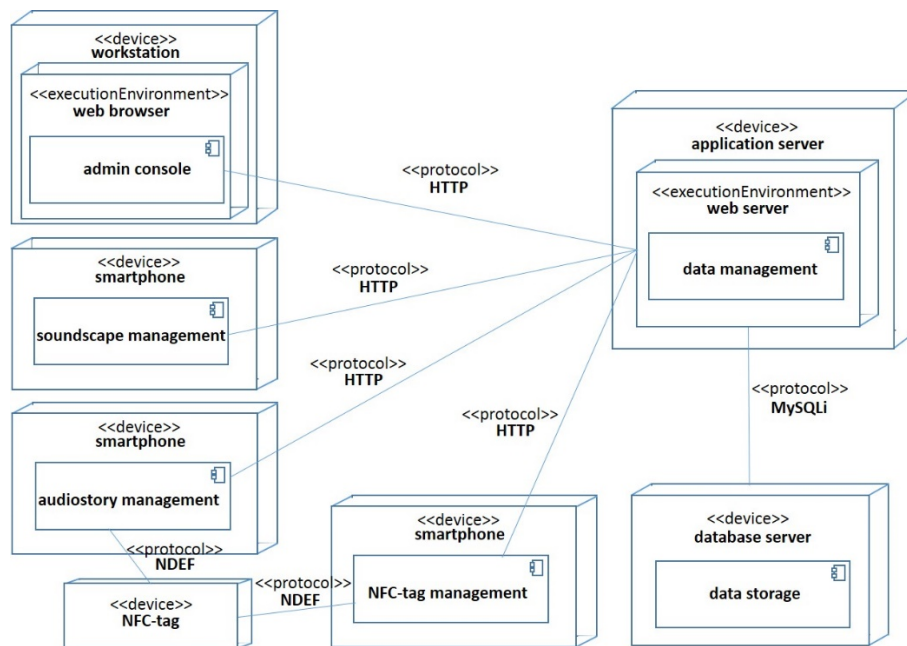 <<device>>
workstation
<<executionEnvironment>>
web browser
admin console
<<protocol>>
HTTP
<<device>>
application server
<<executionEnvironment>>
web server
data management
<<device>>
smartphone
soundscape management
<<protocol>>
HTTP
<<protocol>>
HTTP
<<protocol>>
MySQLi
<<device>>
smartphone
audiostory management
<<protocol>>
HTTP
<<protocol>>
NDEF
<<device>>
NFC-tag
<<protocol>>
NDEF
<<device>>
smartphone
NFC-tag management
<<device>>
database server
data storage